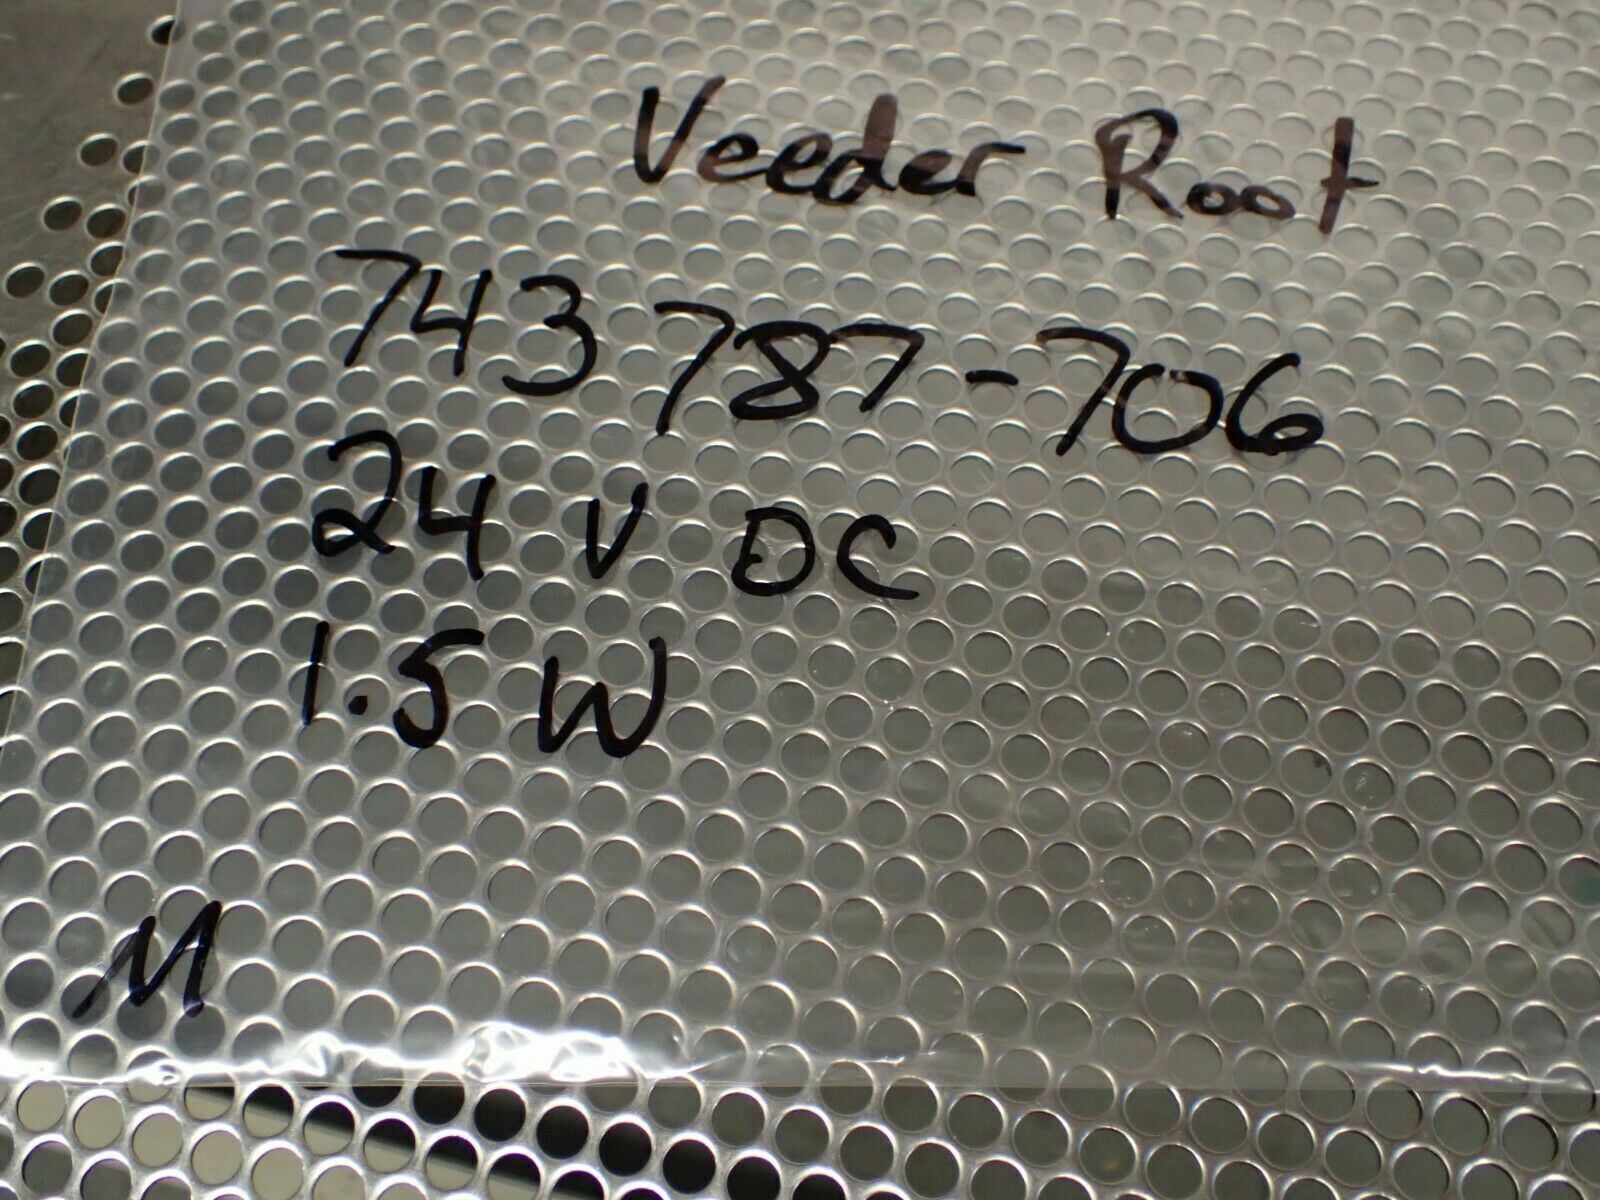 Veeder Root
743787-706
24 V DC
1.5 W
M